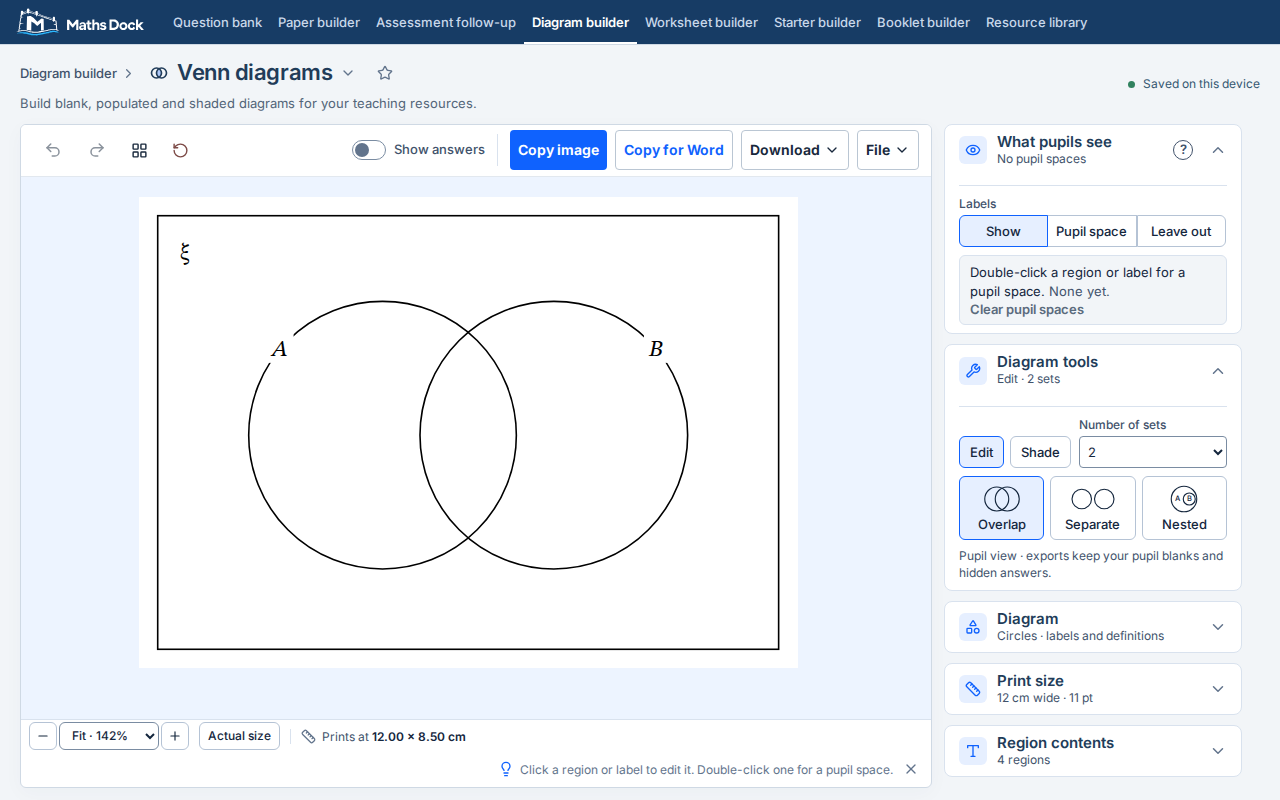 Maths Dock
Question bank
Paper builder
Assessment follow-up
Diagram builder
Worksheet builder
Starter builder
Booklet builder
Resource library
Diagram builder
Venn diagrams
Saved on this device
Build blank, populated and shaded diagrams for your teaching resources.
Show answers
Copy image
Copy for Word
Download
File
ξ
A
B
Fit · 142%
Actual size
Prints at 12.00 × 8.50 cm
Click a region or label to edit it. Double-click one for a pupil space.
What pupils see
No pupil spaces
?
Labels
Show
Pupil space
Leave out
Double-click a region or label for a
pupil space. None yet.
Clear pupil spaces
Diagram tools
Edit · 2 sets
Number of sets
Edit
Shade
2
A B
Overlap
Separate
Nested
Pupil view · exports keep your pupil blanks and
hidden answers.
Diagram
Circles · labels and definitions
Print size
12 cm wide · 11 pt
Region contents
4 regions